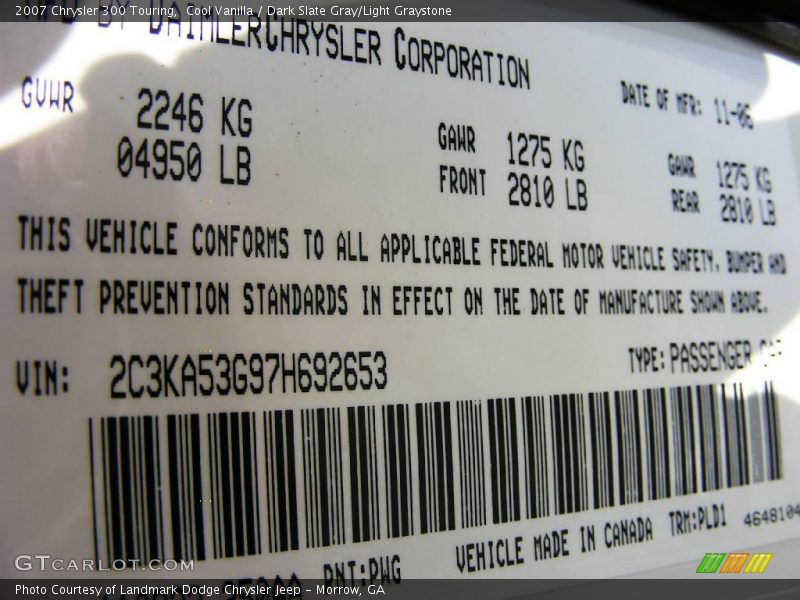 2007 Chrysler 300 Touring, Cool Vanilla / Dark Slate Gray/Light Graystone
BY DAIMLERCHRYSLER CORPORATION
DATE OF MFR: 11-06
GVWR 2246 KG
04950 LB
GAWR 1275 KG
FRONT 2810 LB
GAWR 1275 KG
REAR 2810 LB
THIS VEHICLE CONFORMS TO ALL APPLICABLE FEDERAL MOTOR VEHICLE SAFETY, BUMPER AND
THEFT PREVENTION STANDARDS IN EFFECT ON THE DATE OF MANUFACTURE SHOWN ABOVE.
VIN: 2C3KA53G97H692653
TYPE: PASSENGER CAR
VEHICLE MADE IN CANADA TRM:PLD1 4648104
PNT:PWG
GTCARLOT.COM
Photo Courtesy of Landmark Dodge Chrysler Jeep – Morrow, GA